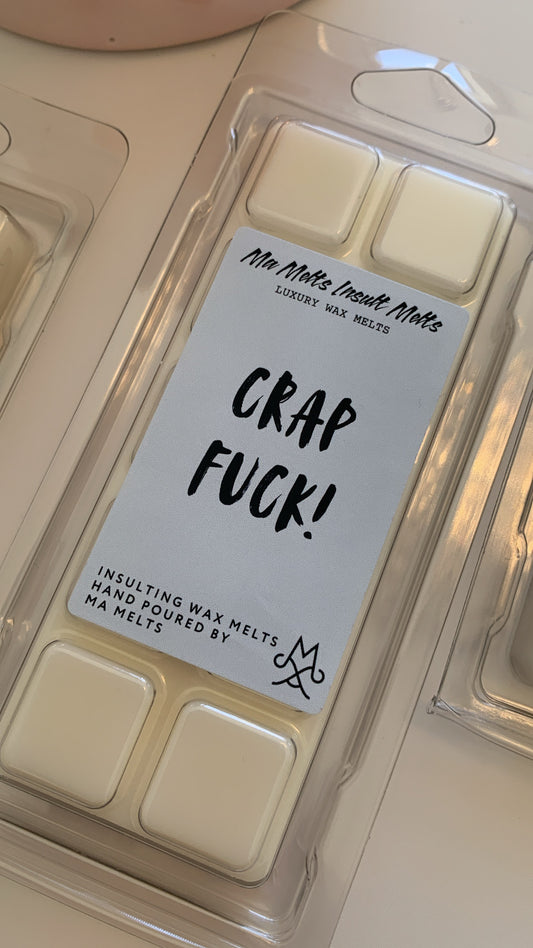 Ma Melts Insult Melts
LUXURY WAX MELTS
CRAP
FUCK!
INSULTING WAX MELTS
HAND POURED BY
MA MELTS